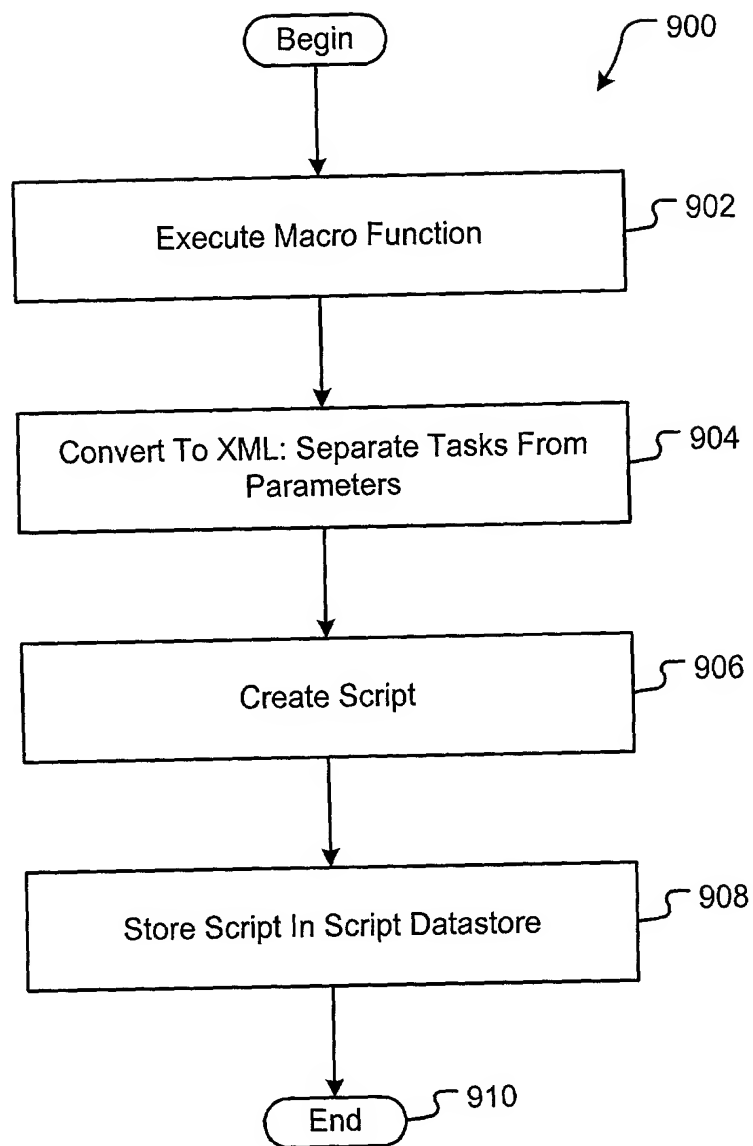 Begin
900
Execute Macro Function
902
Convert To XML: Separate Tasks From
Parameters
904
Create Script
906
Store Script In Script Datastore
908
End
910